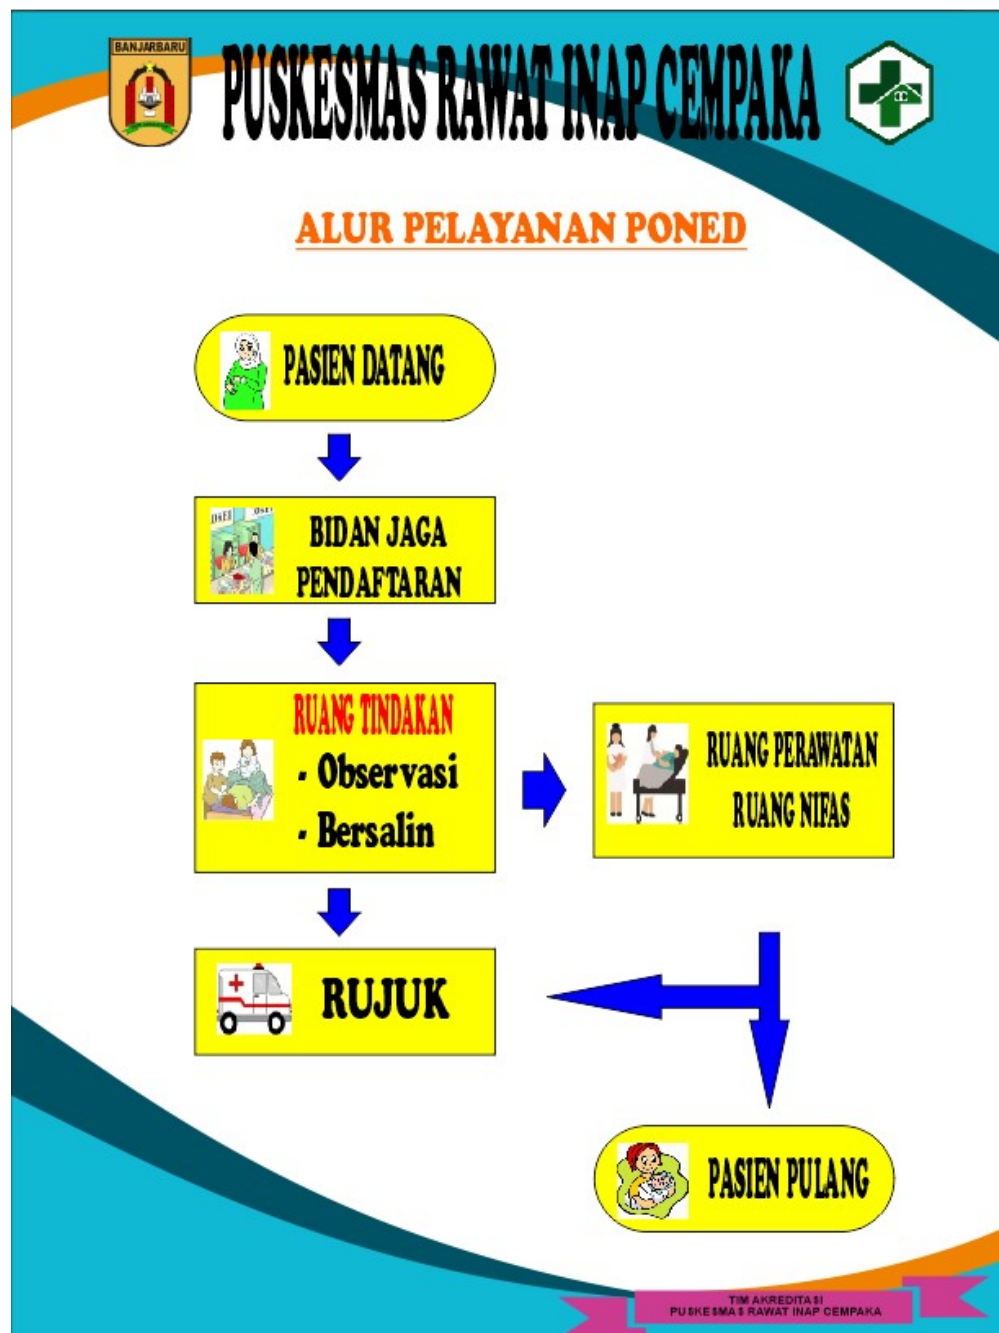 BANJARBARU
PUSKESMAS RAWAT INAP CEMPAKA
ALUR PELAYANAN PONED
PASIEN DATANG
BIDAN JAGA
PENDAFTARAN
RUANG TINDAKAN
- Observasi
- Bersalin
RUANG PERAWATAN
RUANG NIFAS
RUJUK
PASIEN PULANG
TIM AKREDITASI
PUSKESMAS RAWAT INAP CEMPAKA